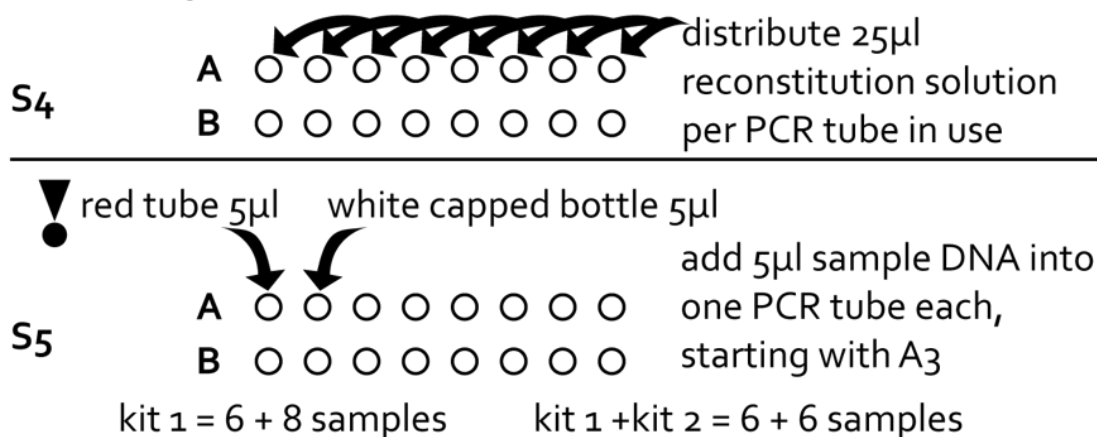 distribute 25µl
reconstitution solution
per PCR tube in use
S4
A
B
red tube 5µl
white capped bottle 5µl
add 5µl sample DNA into
one PCR tube each,
starting with A3
S5
A
B
kit 1 = 6 + 8 samples
kit 1 +kit 2 = 6 + 6 samples